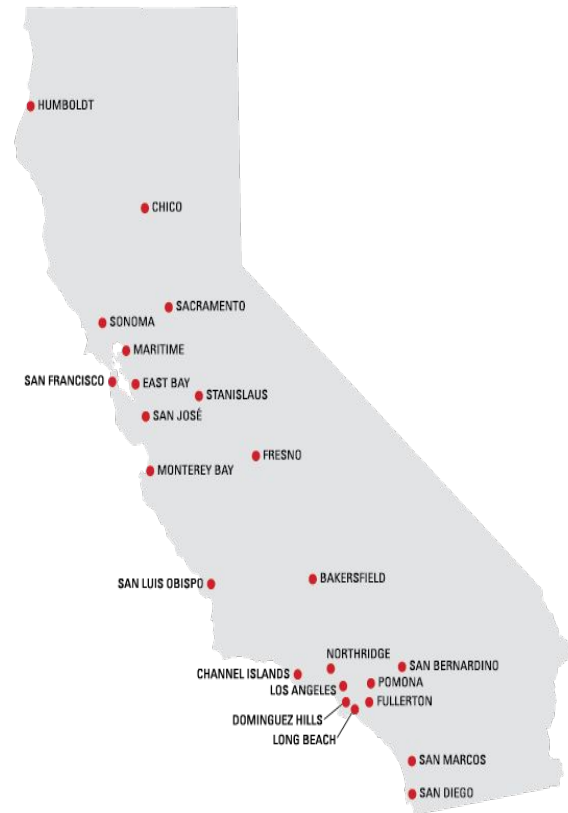 HUMBOLDT
CHICO
SACRAMENTO
SONOMA
MARITIME
SAN FRANCISCO
EAST BAY
STANISLAUS
SAN JOSÉ
FRESNO
MONTEREY BAY
BAKERSFIELD
SAN LUIS OBISPO
NORTHRIDGE
SAN BERNARDINO
CHANNEL ISLANDS
POMONA
LOS ANGELES
FULLERTON
DOMINGUEZ HILLS
LONG BEACH
SAN MARCOS
SAN DIEGO